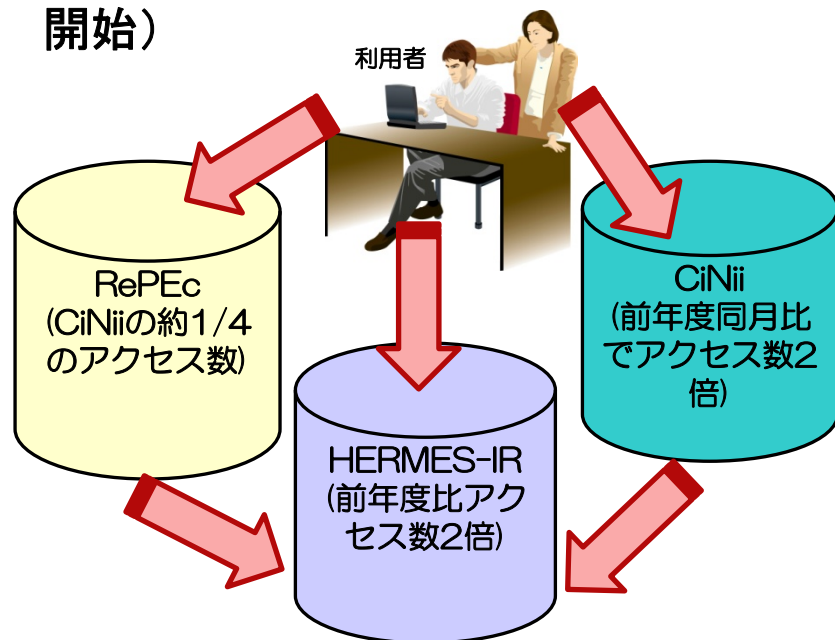 開始）
利用者
RePEc
(CiNiiの約1/4
のアクセス数)
CiNii
(前年度同月比
でアクセス数2
倍)
HERMES-IR
(前年度比アク
セス数2倍)